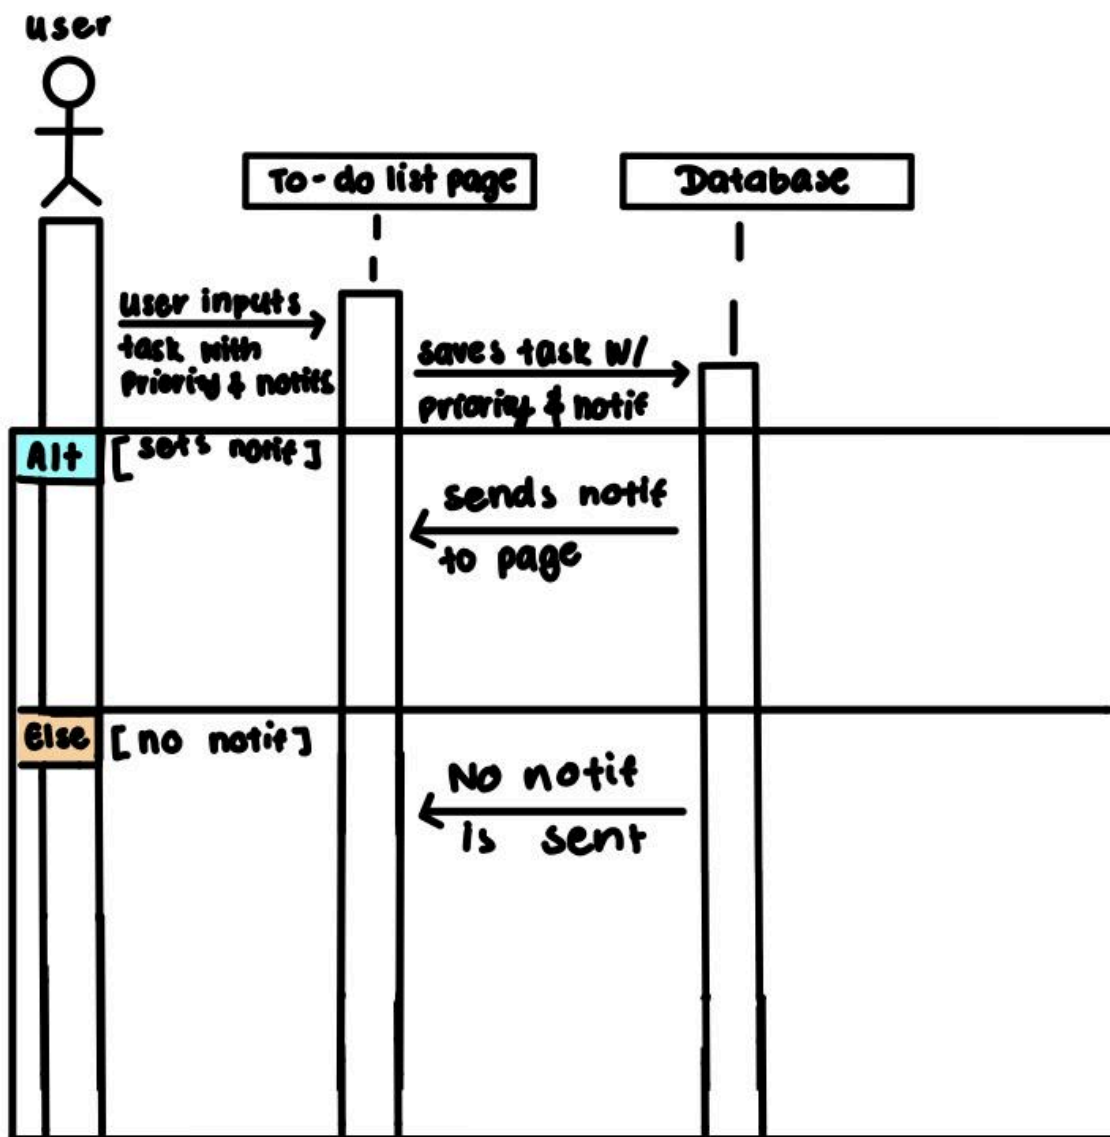 user
To-do list page
Database
user inputs
task with
priority & notifs
saves task w/
priority & notif
Alt [sets notif]
sends notif
to page
Else [no notif]
No notif
is sent